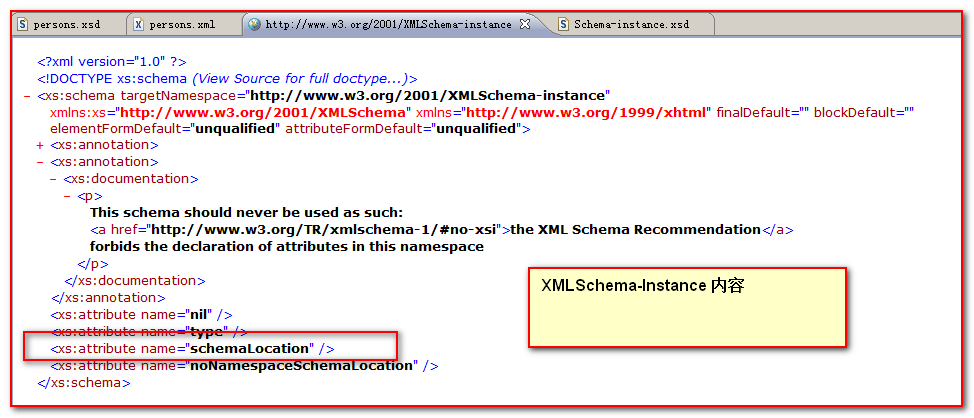 persons.xsd persons.xml http://www.w3.org/2001/XMLSchema-instance Schema-instance.xsd
<?xml version="1.0" ?>
<!DOCTYPE xs:schema (View Source for full doctype...)>
- <xs:schema targetNamespace="http://www.w3.org/2001/XMLSchema-instance"
xmlns:xs="http://www.w3.org/2001/XMLSchema" xmlns="http://www.w3.org/1999/xhtml" finalDefault="" blockDefault=""
elementFormDefault="unqualified" attributeFormDefault="unqualified">
+ <xs:annotation>
- <xs:annotation>
- <xs:documentation>
- <p>
This schema should never be used as such:
<a href="http://www.w3.org/TR/xmlschema-1/#no-xsi">the XML Schema Recommendation</a>
forbids the declaration of attributes in this namespace
</p>
</xs:documentation>
</xs:annotation>
<xs:attribute name="nil" />
<xs:attribute name="type" />
<xs:attribute name="schemaLocation" />
<xs:attribute name="noNamespaceSchemaLocation" />
</xs:schema>
XMLSchema-Instance 内容